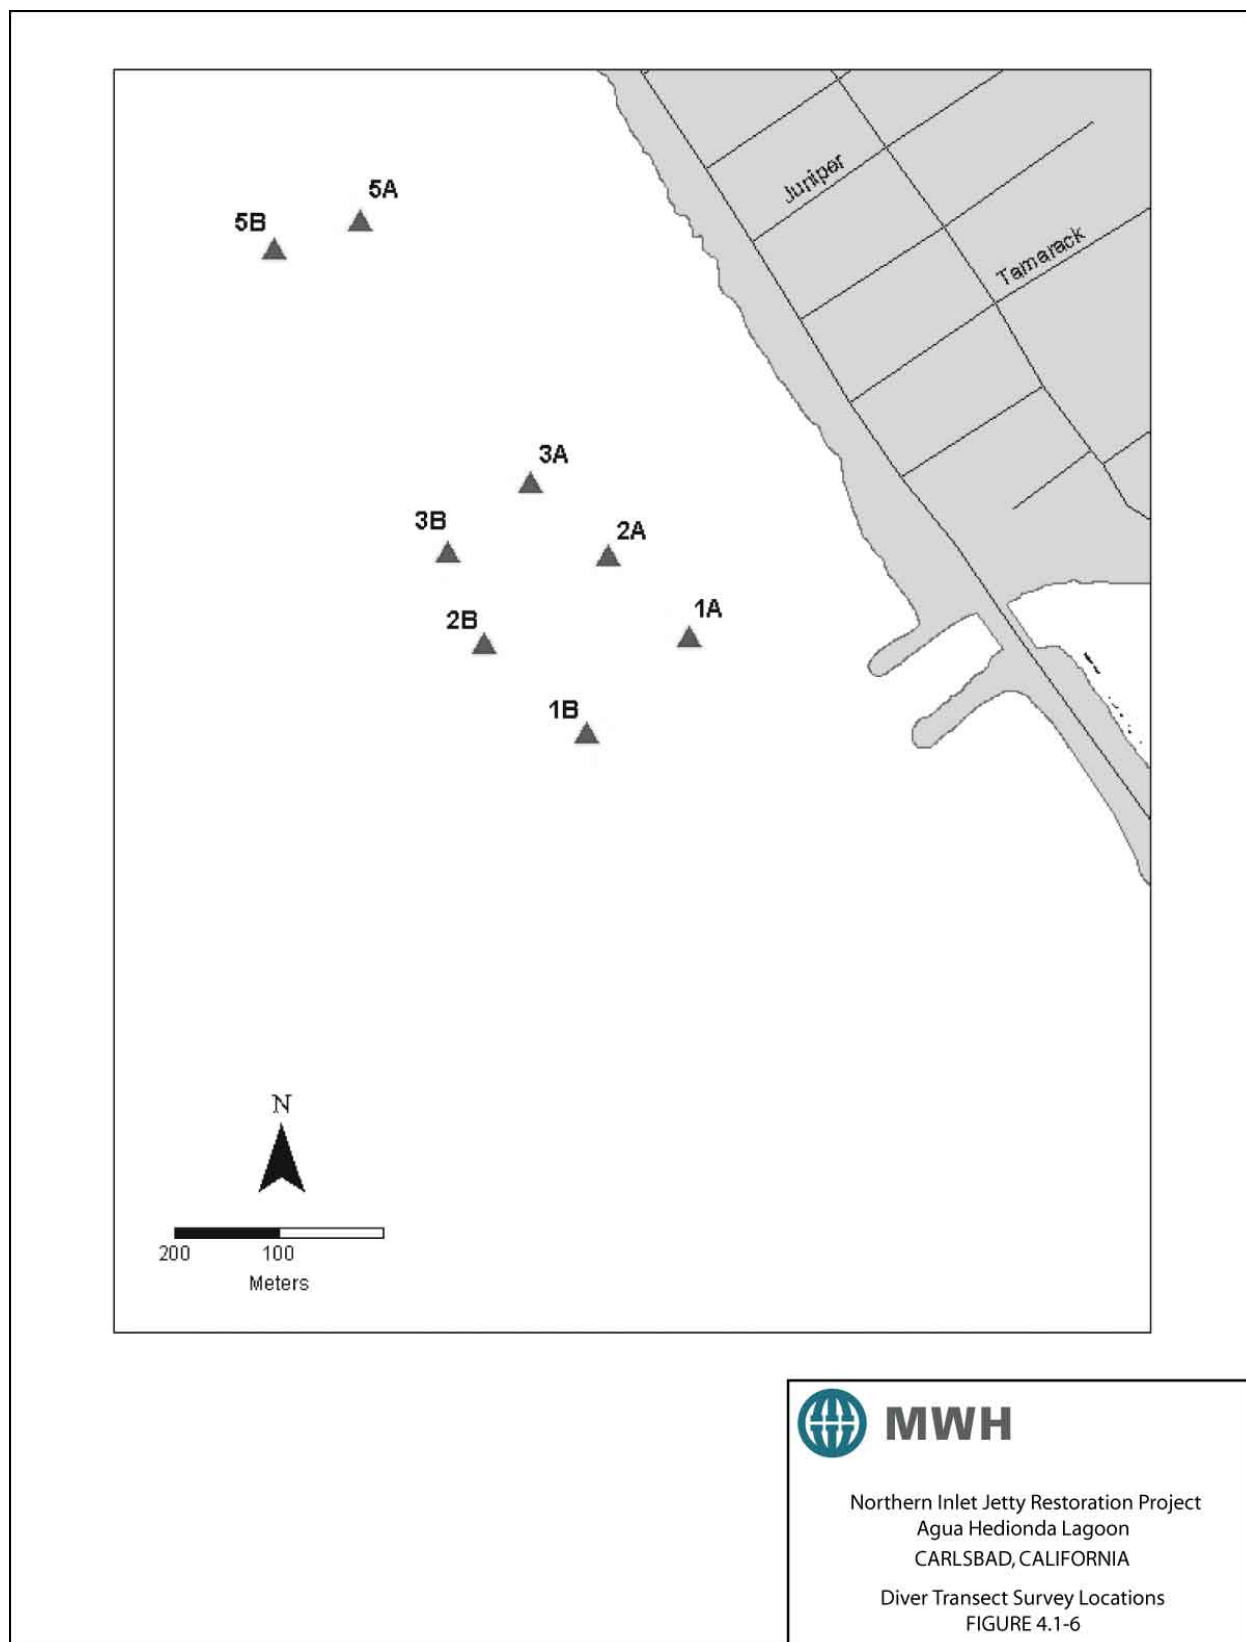 Juniper
Tamarack
5A
5B
3A
3B
2A
2B
1A
1B
N
200 100
Meters
MWH
Northern Inlet Jetty Restoration Project
Agua Hedionda Lagoon
CARLSBAD, CALIFORNIA
Diver Transect Survey Locations
FIGURE 4.1-6